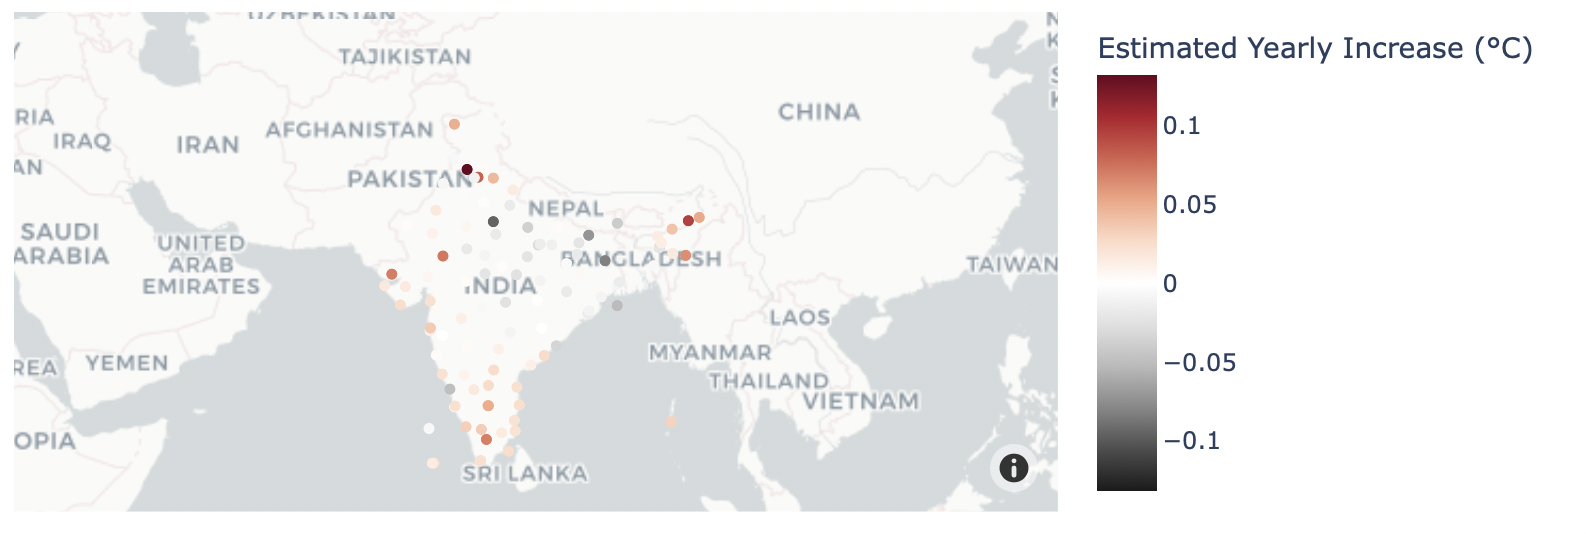 UZBEKISTAN
TAJIKISTAN
CHINA
RIA
IRAQ
AFGHANISTAN
IRAN
AN
PAKISTAN
NEPAL
SAUDI
ARABIA
UNITED
ARAB
EMIRATES
BANGLADESH
TAIWAN
INDIA
LAOS
REA
YEMEN
MYANMAR
THAILAND
VIETNAM
OPIA
SRI LANKA
i
Estimated Yearly Increase (°C)
0.1
0.05
0
−0.05
−0.1